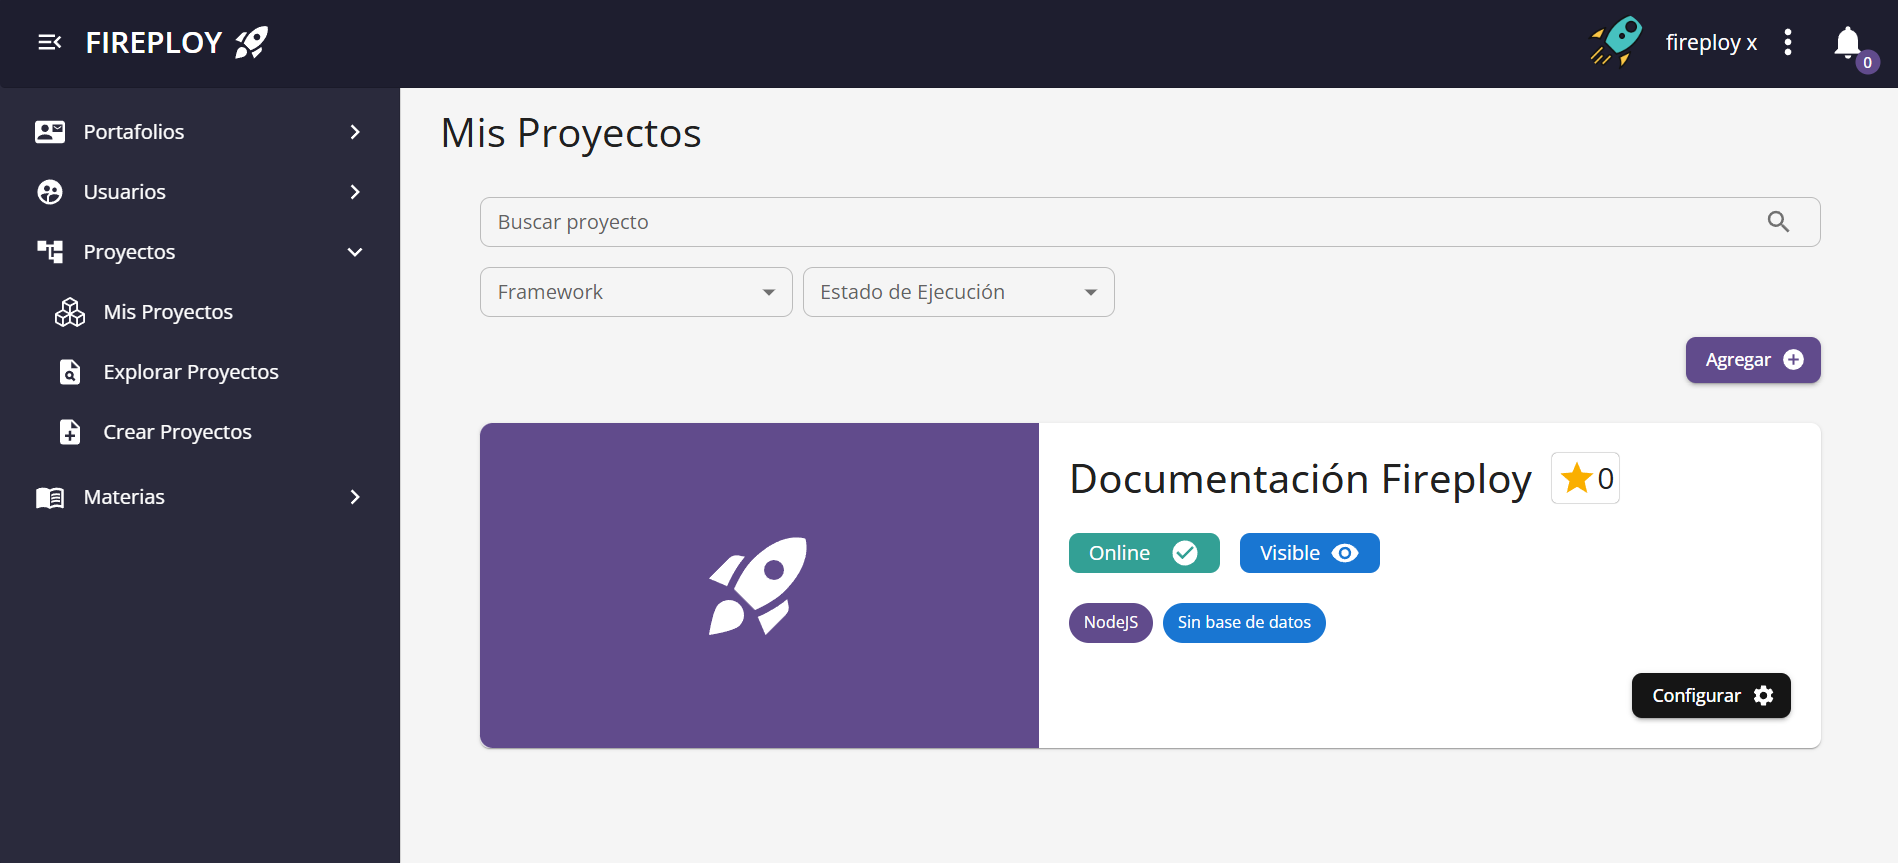 FIREPLOY
fireploy x
0
Portafolios
Usuarios
Proyectos
Mis Proyectos
Explorar Proyectos
Crear Proyectos
Materias
Mis Proyectos
Buscar proyecto
Framework
Estado de Ejecución
Agregar
Documentación Fireploy
0
Online
Visible
NodeJS
Sin base de datos
Configurar